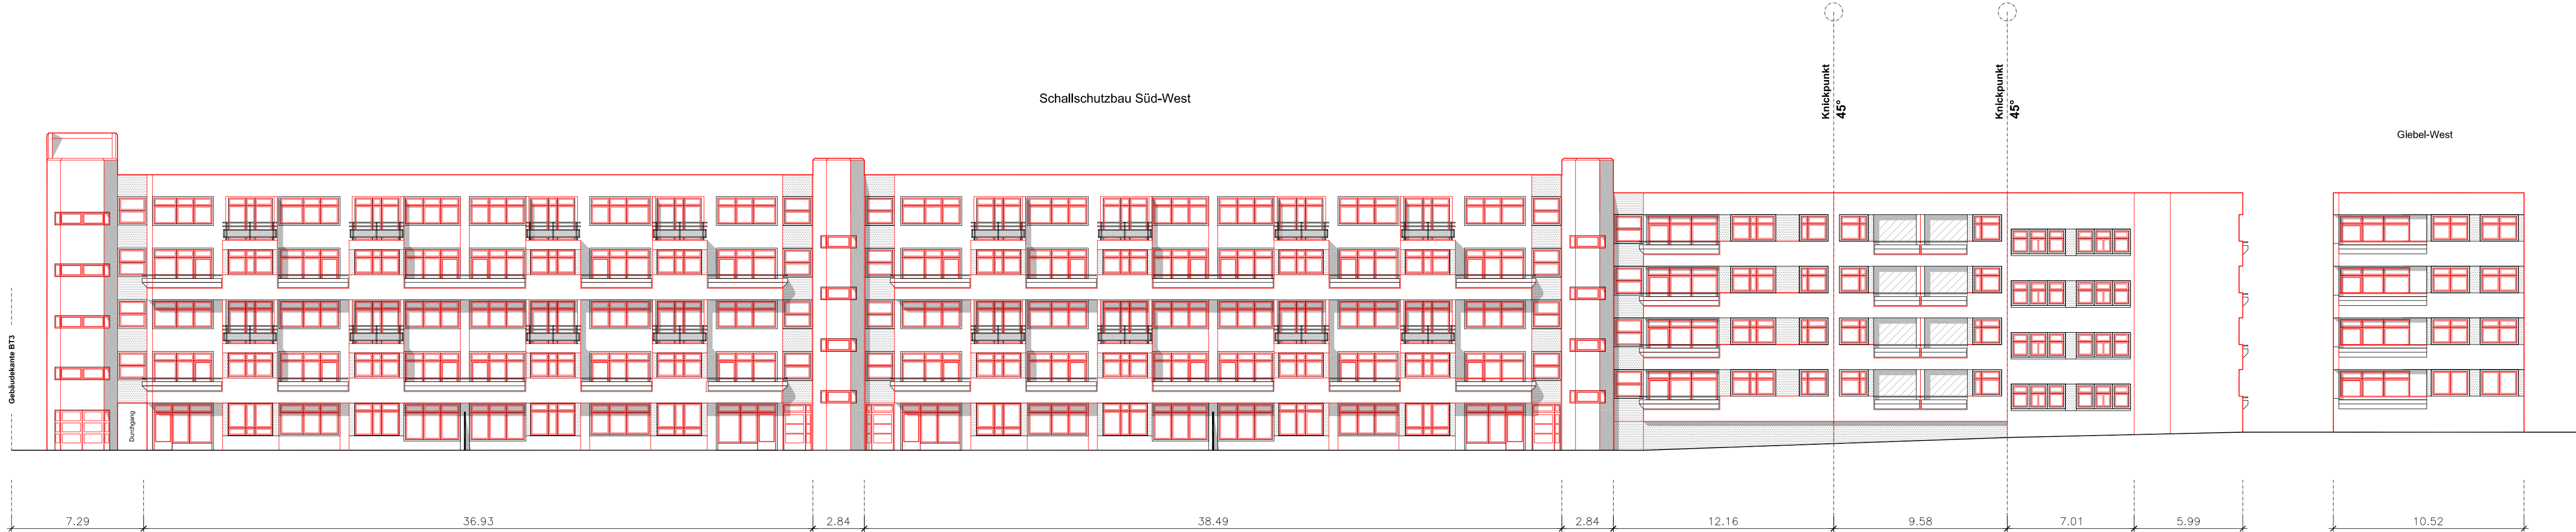 Schallschutzbau Süd-West
Knickpunkt
45°
Knickpunkt
45°
Giebel-West
Gebäudekante BT3
Durchgang
7.29
36.93
2.84
38.49
2.84
12.16
9.58
7.01
5.99
10.52